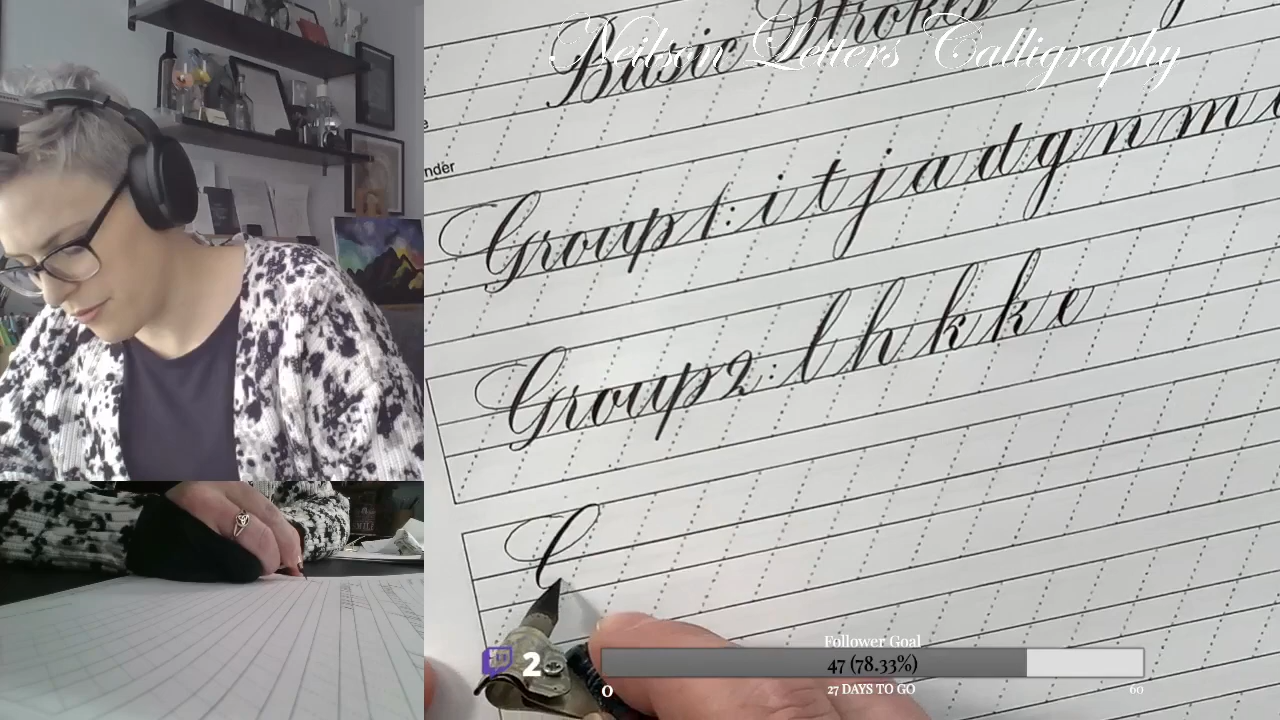 Neilson Letters Calligraphy
Basic Strokes
nder
Group 1: i t j a d g n m
Group 2: l h k k e
Follower Goal
2
47 (78.33%)
0
27 DAYS TO GO
60